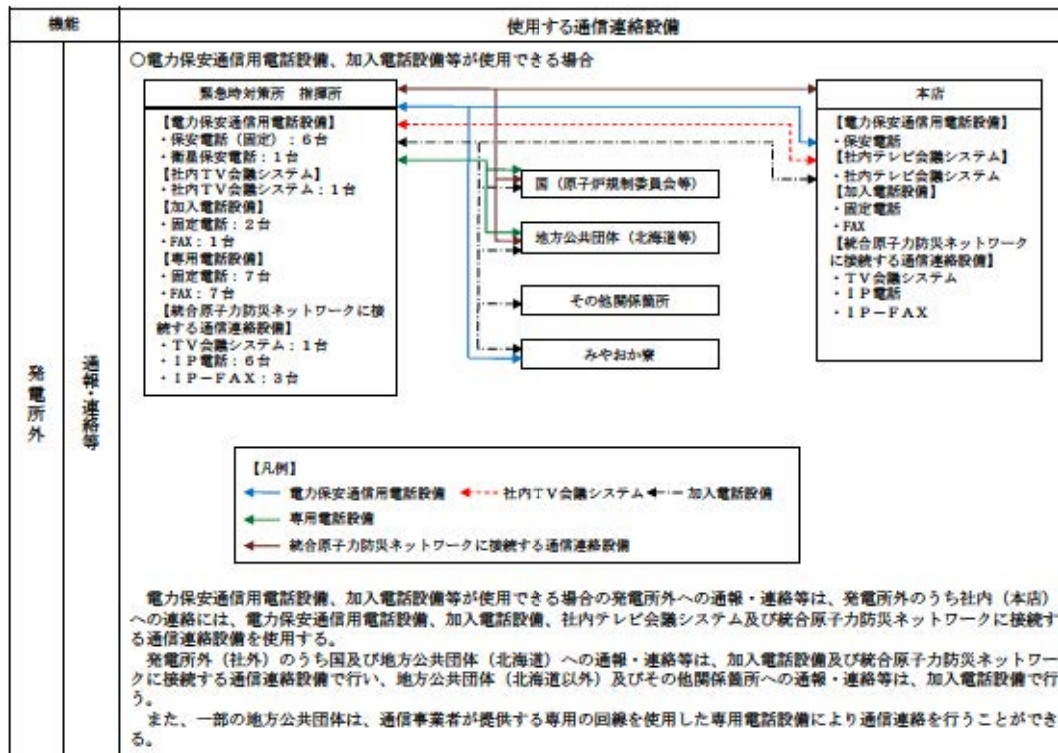 機能
使用する通信連絡設備
発電所外
通報・連絡等
○電力保安通信用電話設備、加入電話設備等が使用できる場合
緊急時対策所 指揮所
【電力保安通信用電話設備】
・保安電話(固定):6台
・衛星保安電話:1台
【社内TV会議システム】
・社内TV会議システム:1台
【加入電話設備】
・固定電話:2台
・FAX:1台
【専用電話設備】
・固定電話:7台
・FAX:7台
【統合原子力防災ネットワークに接
続する通信連絡設備】
・TV会議システム:1台
・IP電話:6台
・IP-FAX:3台
国(原子炉規制委員会等)
地方公共団体(北海道等)
その他関係箇所
みやおか寮
本店
【電力保安通信用電話設備】
・保安電話
【社内テレビ会議システム】
・社内テレビ会議システム
【加入電話設備】
・固定電話
・FAX
【統合原子力防災ネットワーク
に接続する通信連絡設備】
・TV会議システム
・IP電話
・IP-FAX
【凡例】
電力保安通信用電話設備 社内TV会議システム 加入電話設備
専用電話設備
統合原子力防災ネットワークに接続する通信連絡設備
電力保安通信用電話設備、加入電話設備等が使用できる場合の発電所外への通報・連絡等は、発電所外のうち社内(本店)
への連絡には、電力保安通信用電話設備、加入電話設備、社内テレビ会議システム及び統合原子力防災ネットワークに接続す
る通信連絡設備を使用する。
発電所外(社外)のうち国及び地方公共団体(北海道)への通報・連絡等は、加入電話設備及び統合原子力防災ネットワー
クに接続する通信連絡設備で行い、地方公共団体(北海道以外)及びその他関係箇所への通報・連絡等は、加入電話設備で行
う。
また、一部の地方公共団体は、通信事業者が提供する専用の回線を使用した専用電話設備により通信連絡を行うことができ
る。